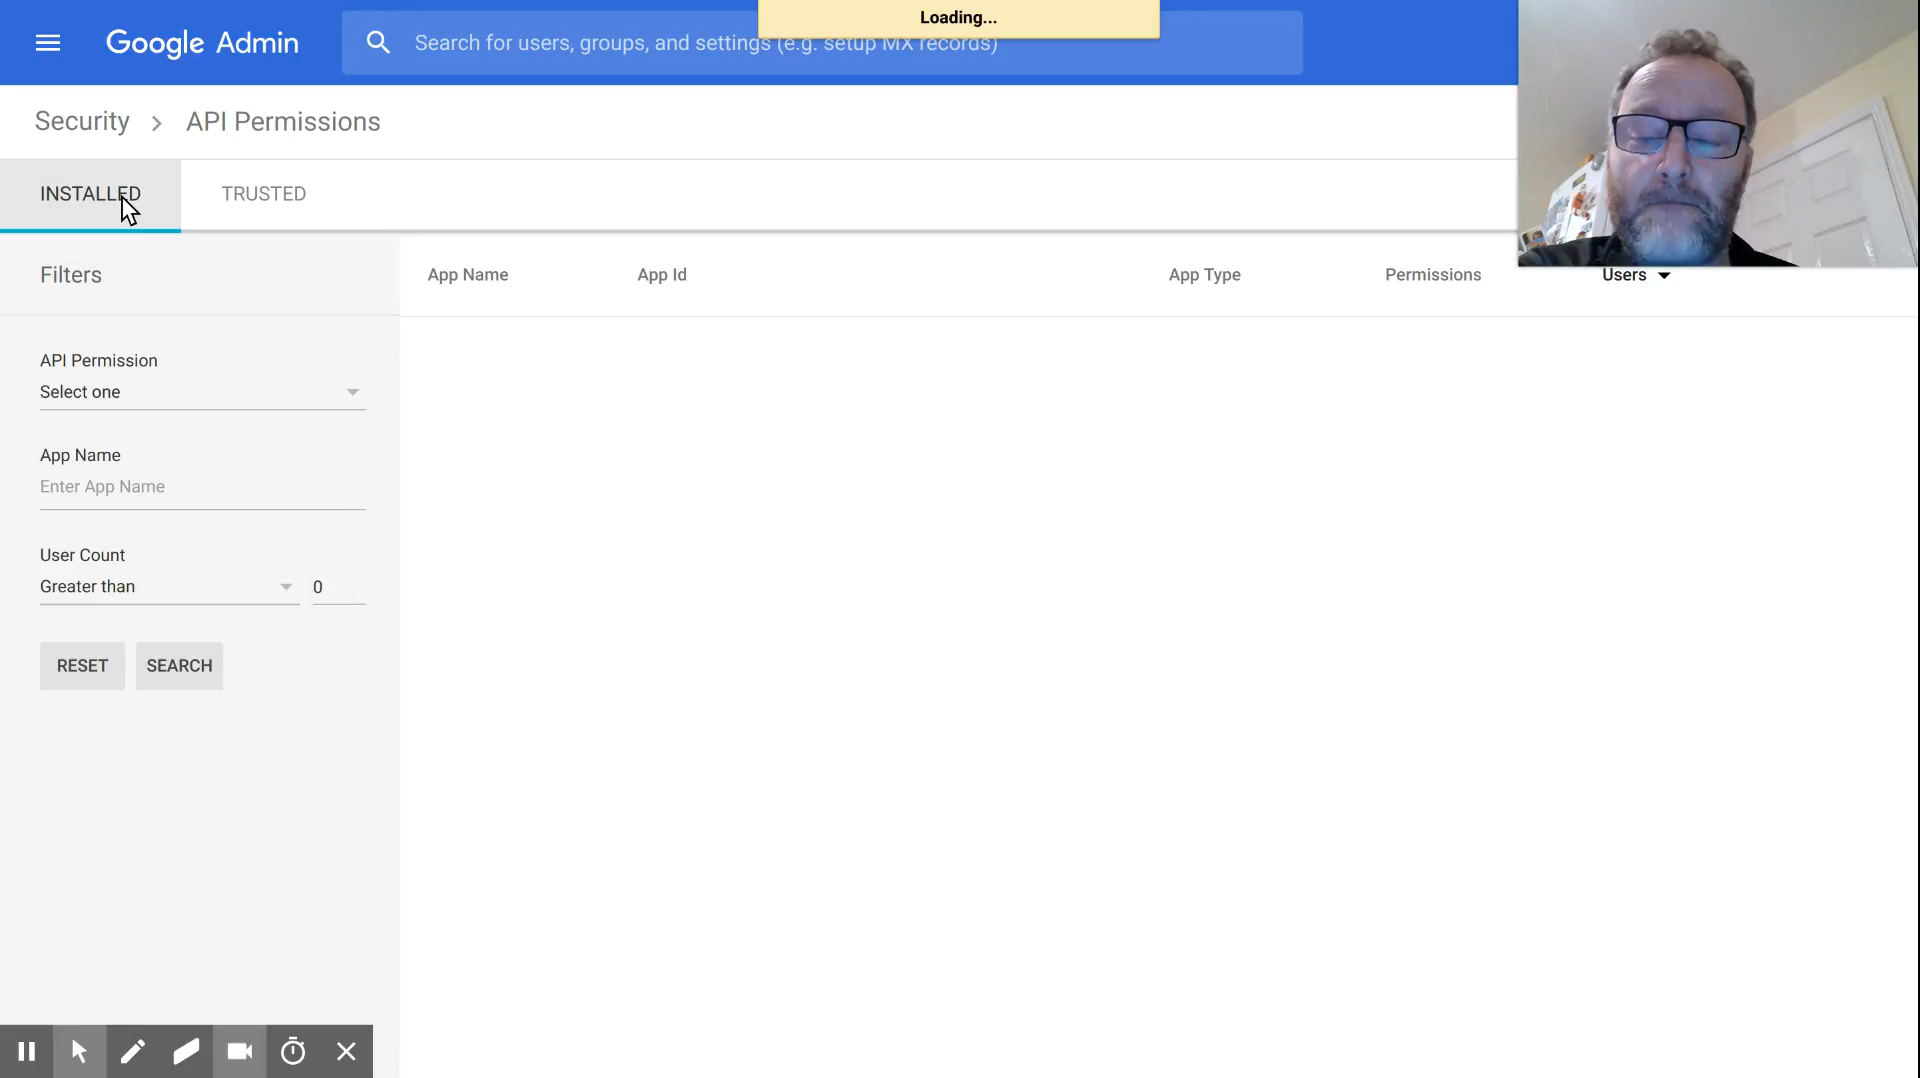 Loading...
Google Admin
Search for users, groups, and settings (e.g. setup MX records)
Security > API Permissions
INSTALLED
TRUSTED
Filters
App Name
App Id
App Type
Permissions
Users
API Permission
Select one
App Name
Enter App Name
User Count
Greater than
0
RESET
SEARCH